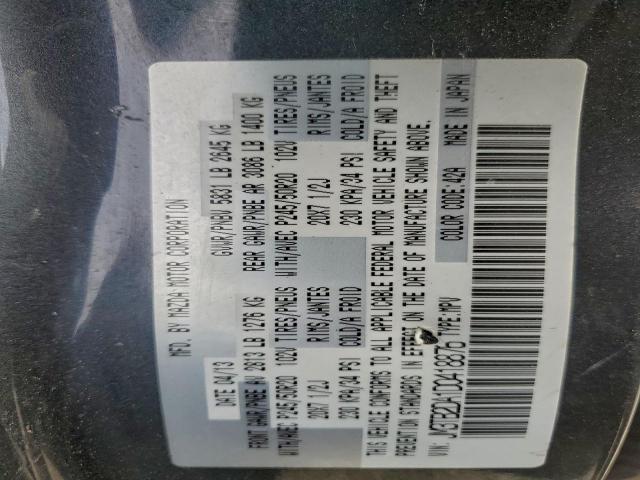 MFD. BY MAZDA MOTOR CORPORATION
DATE 04/13 GVWR/PNBV 5831 LB 2645 KG
FRONT GAWR/PNBE AV 2813 LB 1276 KG REAR GAWR/PNBE AR 3086 LB 1400 KG
WITH/AVEC P245/50R20 102V TIRES/PNEUS WITH/AVEC P245/50R20 102V TIRES/PNEUS
20X7 1/2J RIMS/JANTES 20X7 1/2J RIMS/JANTES
230 KPA/34 PSI COLD/A FROID 230 KPA/34 PSI COLD/A FROID
THIS VEHICLE CONFORMS TO ALL APPLICABLE FEDERAL MOTOR VEHICLE SAFETY AND THEFT
PREVENTION STANDARDS IN EFFECT ON THE DATE OF MANUFACTURE SHOWN ABOVE.
COLOR CODE:42A MADE IN JAPAN
VIN: JM3TB2DA1D0418876 TYPE:MPV